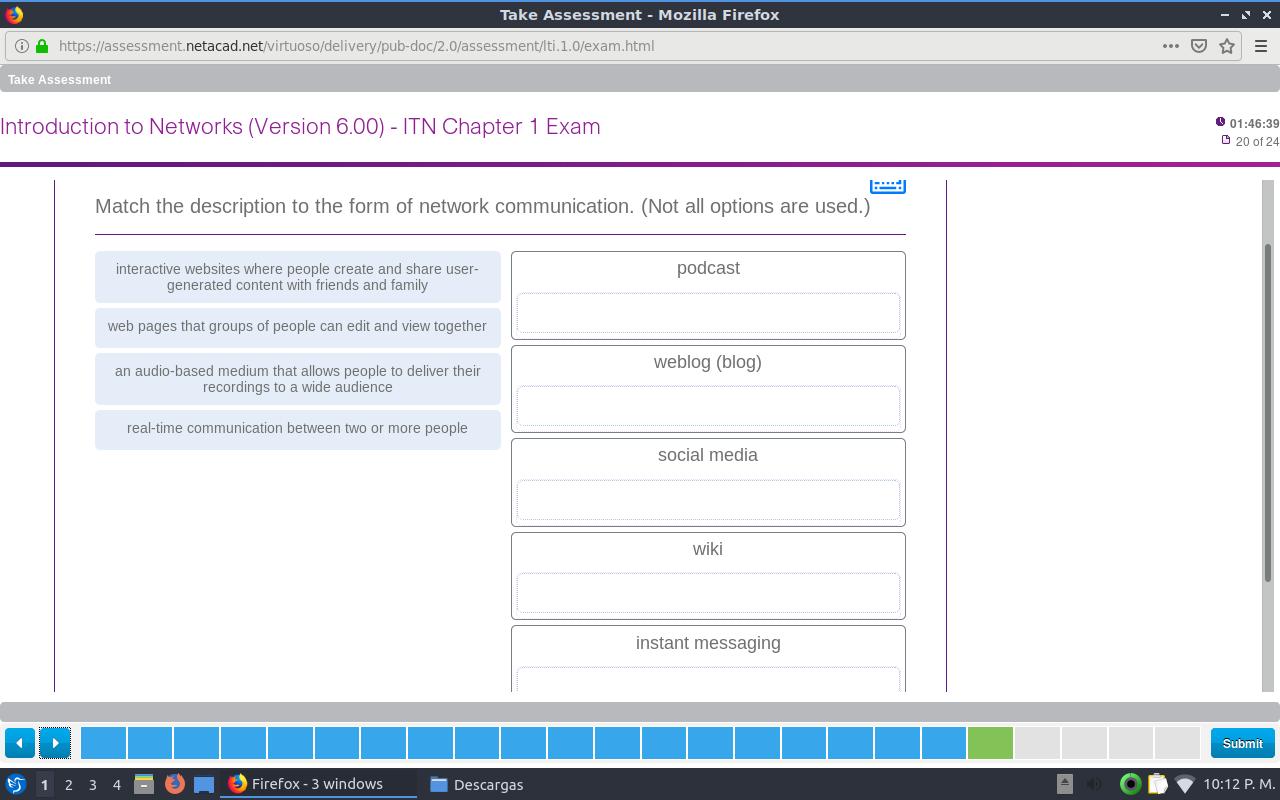 Take Assessment - Mozilla Firefox
https://assessment.netacad.net/virtuoso/delivery/pub-doc/2.0/assessment/lti.1.0/exam.html
Take Assessment
Introduction to Networks (Version 6.00) - ITN Chapter 1 Exam
01:46:39
20 of 24
Match the description to the form of network communication. (Not all options are used.)
interactive websites where people create and share user-
generated content with friends and family
web pages that groups of people can edit and view together
an audio-based medium that allows people to deliver their
recordings to a wide audience
real-time communication between two or more people
podcast
weblog (blog)
social media
wiki
instant messaging
Submit
1 2 3 4 Firefox - 3 windows Descargas 10:12 P. M.